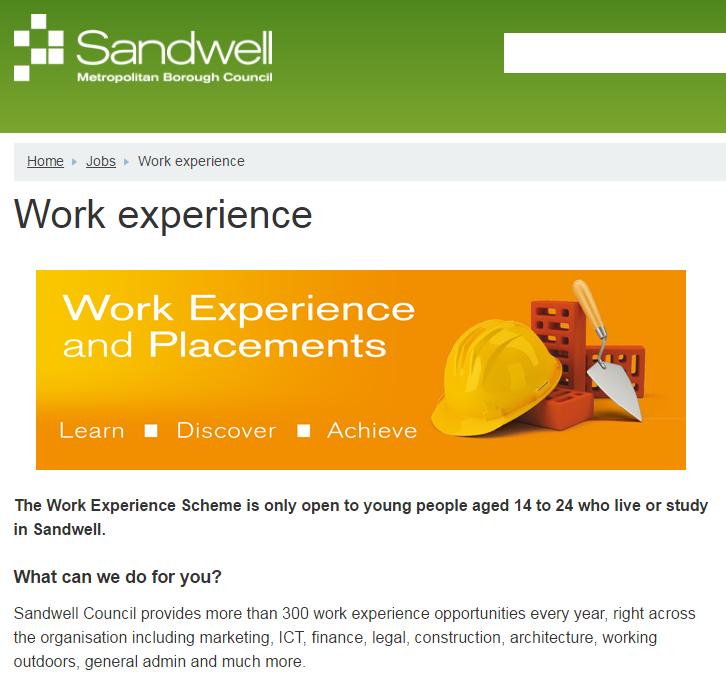 Sandwell
Metropolitan Borough Council
Home Jobs Work experience
Work experience
Work Experience
and Placements
Learn Discover Achieve
The Work Experience Scheme is only open to young people aged 14 to 24 who live or study
in Sandwell.
What can we do for you?
Sandwell Council provides more than 300 work experience opportunities every year, right across
the organisation including marketing, ICT, finance, legal, construction, architecture, working
outdoors, general admin and much more.